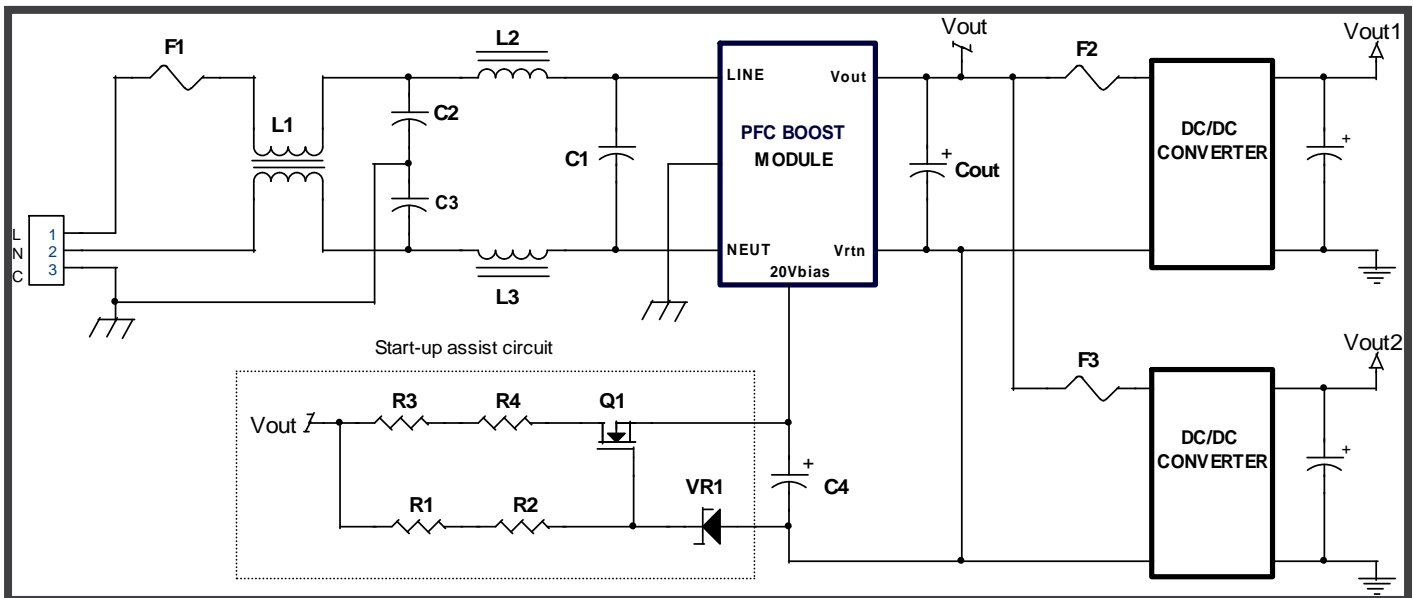 F1
L2
Vout
F2
Vout1
LINE
Vout
C2
L1
PFC BOOST
MODULE
C1
DC/DC
CONVERTER
+
+
Cout
C3
L 1
N 2
C 3
NEUT
Vrtn
20Vbias
L3
Start-up assist circuit
Vout2
F3
R3
R4
Q1
Vout
DC/DC
CONVERTER
+
+
C4
VR1
R1
R2